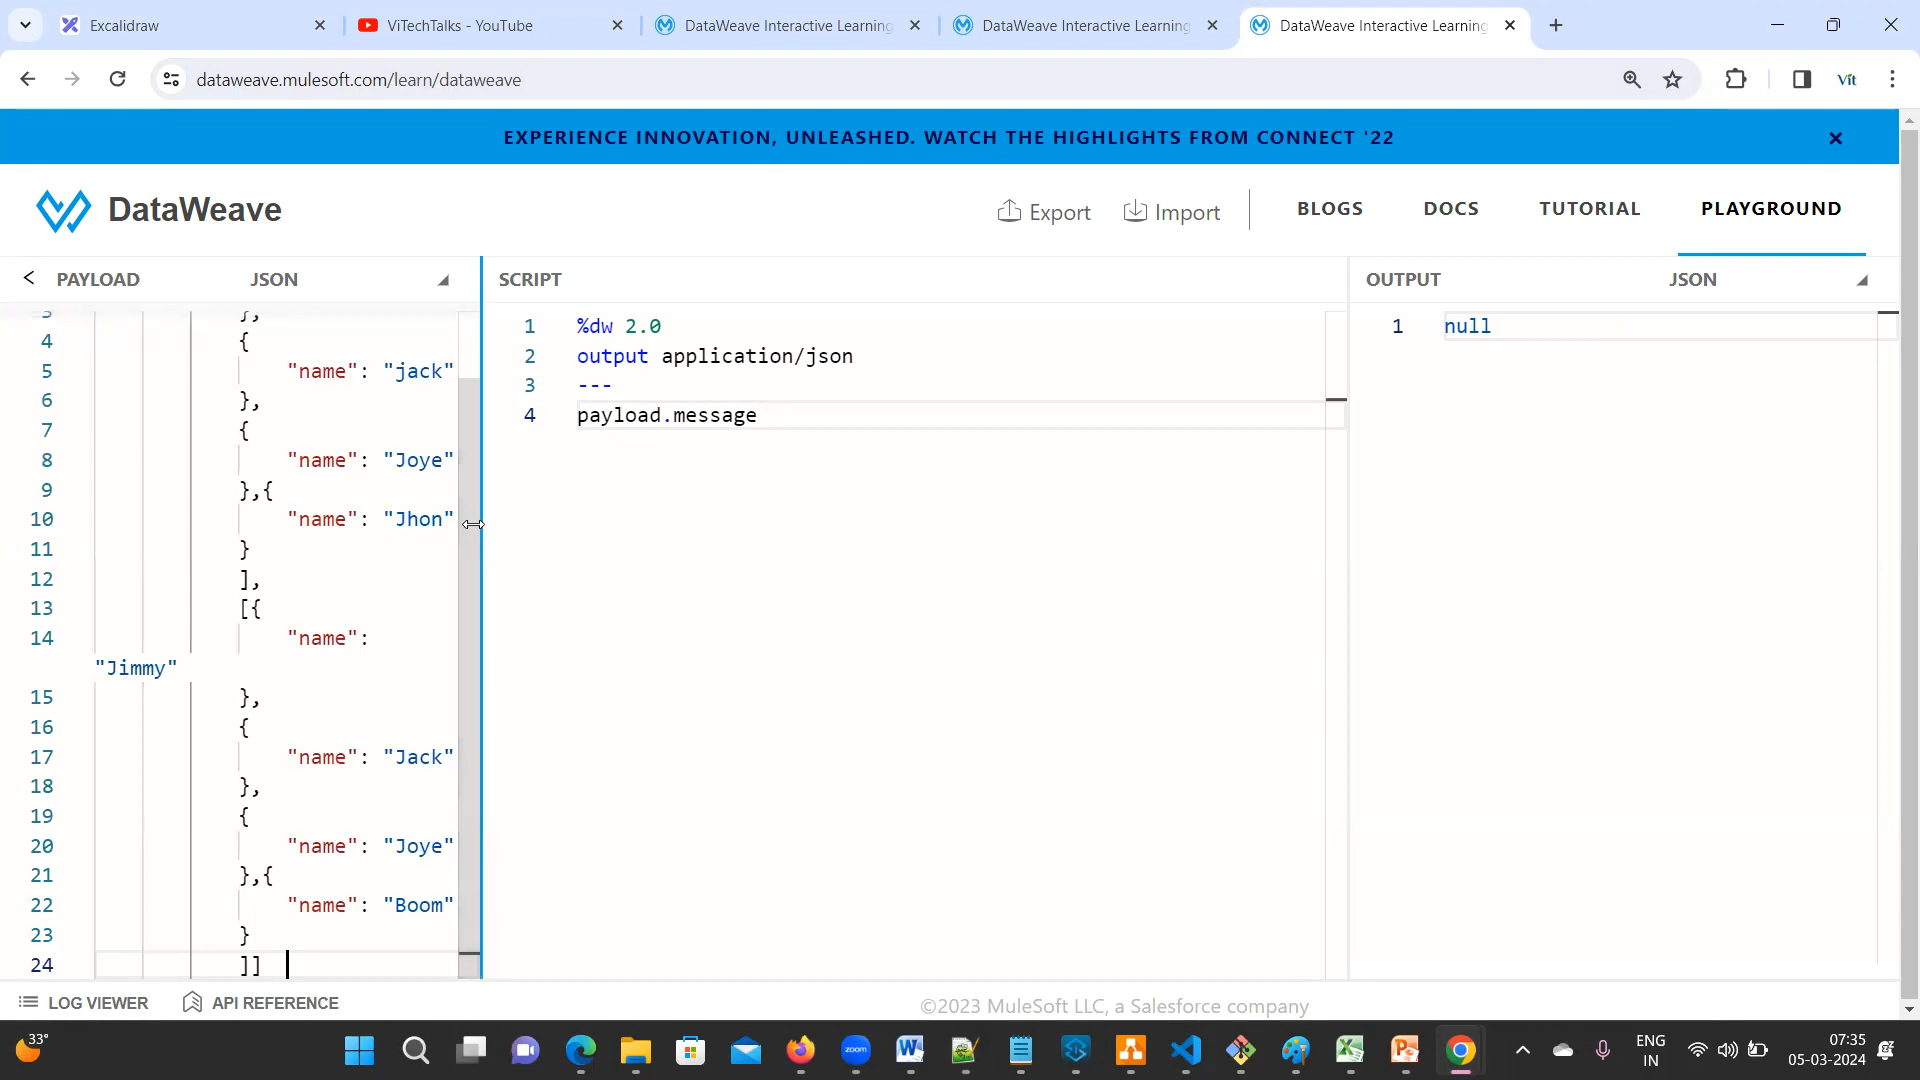 Excalidraw
ViTechTalks - YouTube
DataWeave Interactive Learning
DataWeave Interactive Learning
DataWeave Interactive Learning
dataweave.mulesoft.com/learn/dataweave
Vit
EXPERIENCE INNOVATION, UNLEASHED. WATCH THE HIGHLIGHTS FROM CONNECT '22
DataWeave
Export
Import
BLOGS
DOCS
TUTORIAL
PLAYGROUND
PAYLOAD
JSON
},
4 {
5 "name": "jack"
6 },
7 {
8 "name": "Joye"
9 },{
10 "name": "Jhon"
11 }
12 ],
13 [{
14 "name":
"Jimmy"
15 },
16 {
17 "name": "Jack"
18 },
19 {
20 "name": "Joye"
21 },{
22 "name": "Boom"
23 }
24 ]]
SCRIPT
1 %dw 2.0
2 output application/json
3 ---
4 payload.message
OUTPUT
JSON
1 null
LOG VIEWER
API REFERENCE
©2023 MuleSoft LLC, a Salesforce company
33°
zoom
ENG
IN
07:35
05-03-2024